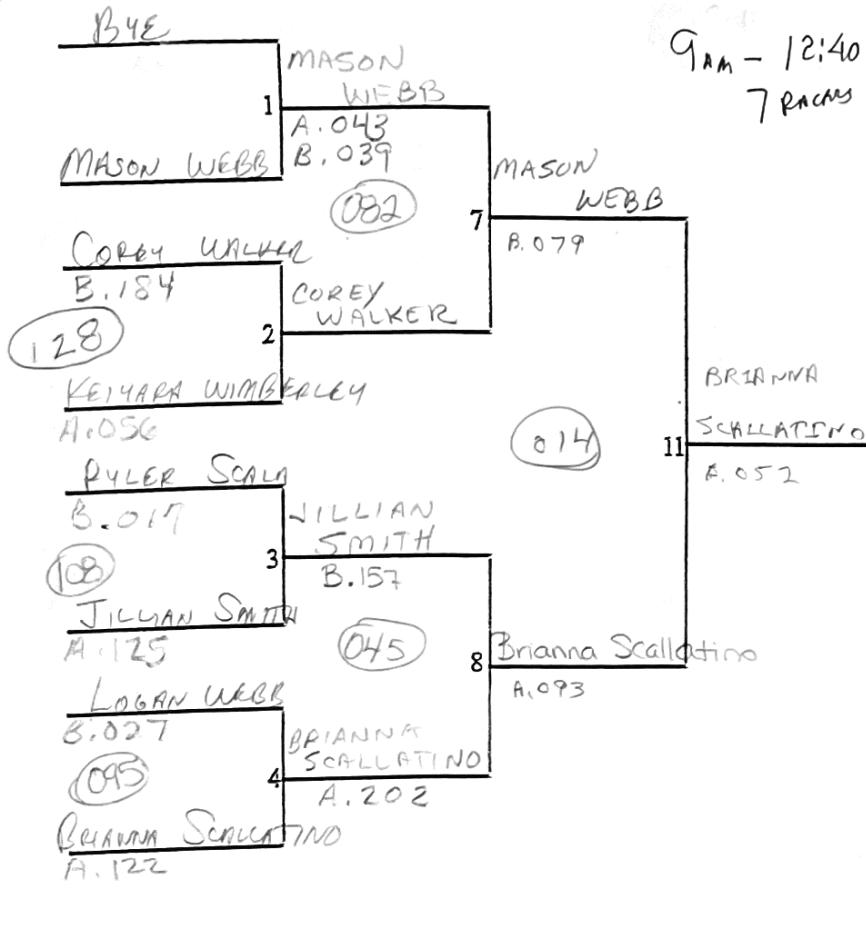 BYE
9AM - 12:40
7 RACERS
MASON
WEBB
1
A.043
B.039
MASON WEBB
082
MASON
WEBB
7
B.079
COREY WALKER
B.184
COREY
WALKER
2
128
KEIYARA WIMBERLEY
A.056
BRIANNA
SCALLATINO
11
A.052
014
RYLER SCALA
B.017
JILLIAN
SMITH
3
B.157
108
JILLIAN SMITH
A.125
045
8
Brianna Scallatino
A.093
LOGAN WEBB
B.027
BRIANNA
SCALLATINO
4
A.202
095
BRIANNA SCALLATINO
A.122